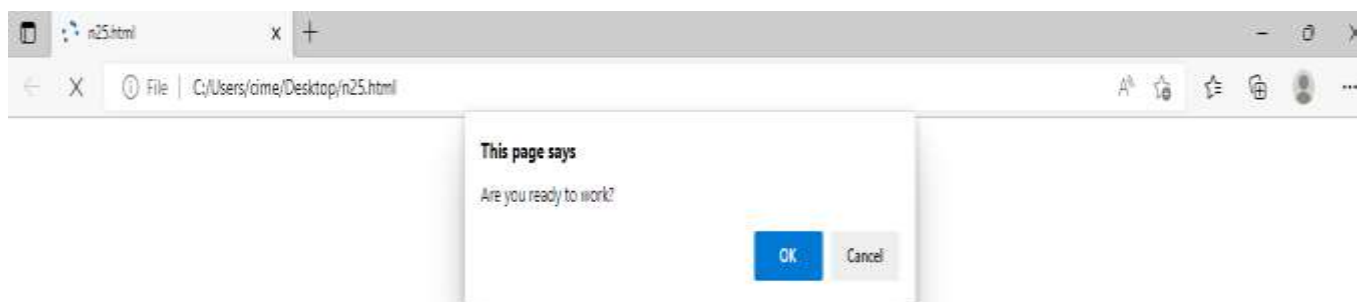 n25.html
File | C:/Users/cime/Desktop/n25.html
This page says
Are you ready to work?
OK Cancel